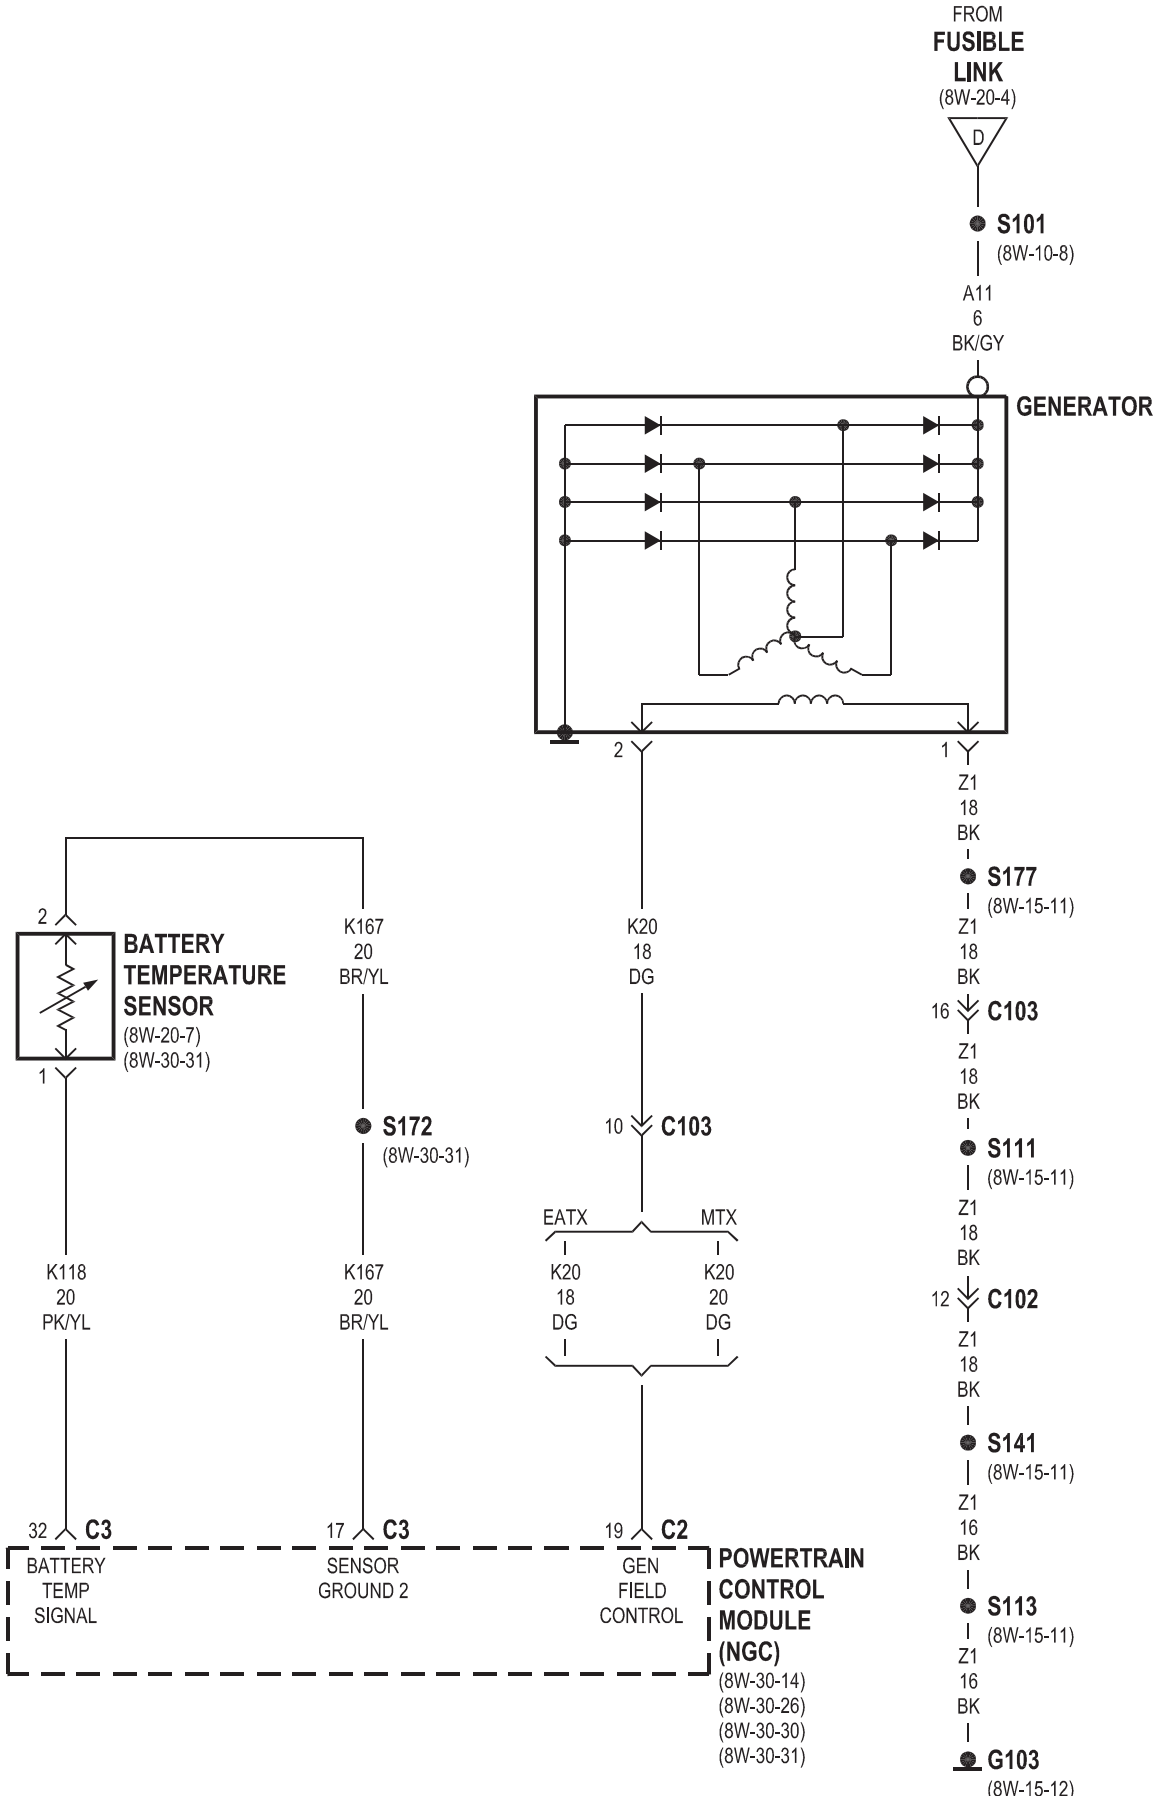 FROM
FUSIBLE
LINK
(8W-20-4)
D
S101
(8W-10-8)
A11
6
BK/GY
GENERATOR
2
1
Z1
18
BK
S177
(8W-15-11)
Z1
18
BK
16
C103
Z1
18
BK
S111
(8W-15-11)
Z1
18
BK
12
C102
Z1
18
BK
S141
(8W-15-11)
Z1
16
BK
S113
(8W-15-11)
Z1
16
BK
G103
(8W-15-12)
K20
18
DG
10
C103
EATX
MTX
K20
18
DG
K20
20
DG
19
C2
GEN
FIELD
CONTROL
2
BATTERY
TEMPERATURE
SENSOR
(8W-20-7)
(8W-30-31)
1
K118
20
PK/YL
32
C3
BATTERY
TEMP
SIGNAL
K167
20
BR/YL
S172
(8W-30-31)
K167
20
BR/YL
17
C3
SENSOR
GROUND 2
POWERTRAIN
CONTROL
MODULE
(NGC)
(8W-30-14)
(8W-30-26)
(8W-30-30)
(8W-30-31)